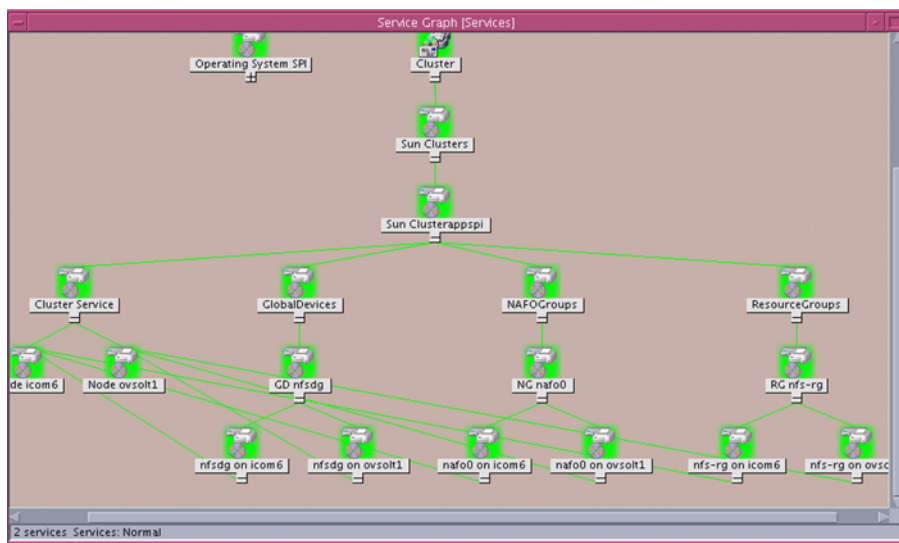 Service Graph [Services]
Operating System SPI
Cluster
Sun Clusters
Sun Clusterappspi
Cluster Service
GlobalDevices
NAFOGroups
ResourceGroups
de icom6
Node ovsolt1
GD nfsdg
NG nafo0
RG nfs-rg
nfsdg on icom6
nfsdg on ovsolt1
nafo0 on icom6
nafo0 on ovsolt1
nfs-rg on icom6
nfs-rg on ovsc
2 services Services: Normal